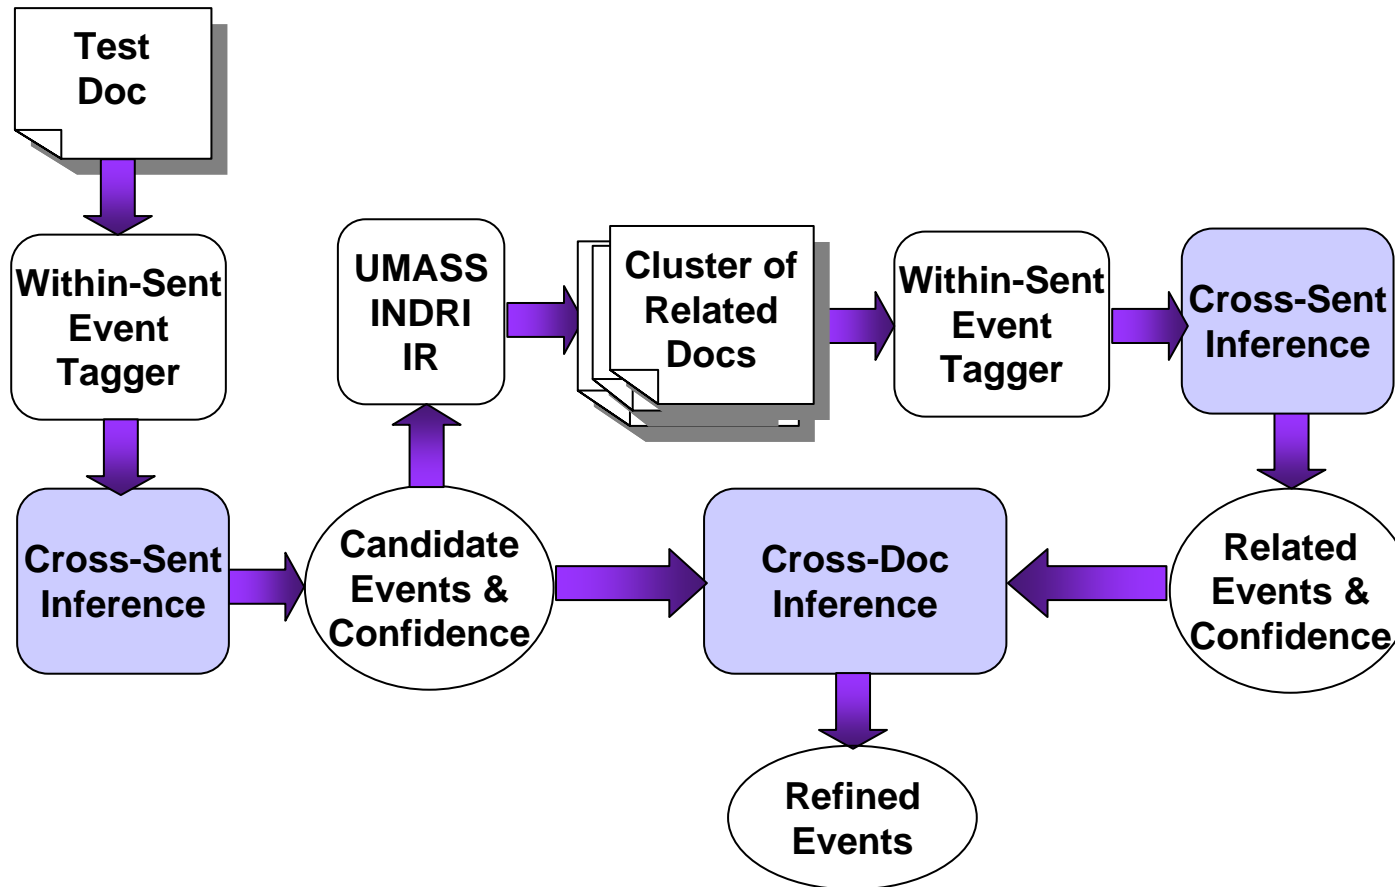 Test
Doc
Within-Sent
Event
Tagger
Cross-Sent
Inference
Candidate
Events &
Confidence
UMASS
INDRI
IR
Cluster of
Related
Docs
Within-Sent
Event
Tagger
Cross-Sent
Inference
Related
Events &
Confidence
Cross-Doc
Inference
Refined
Events